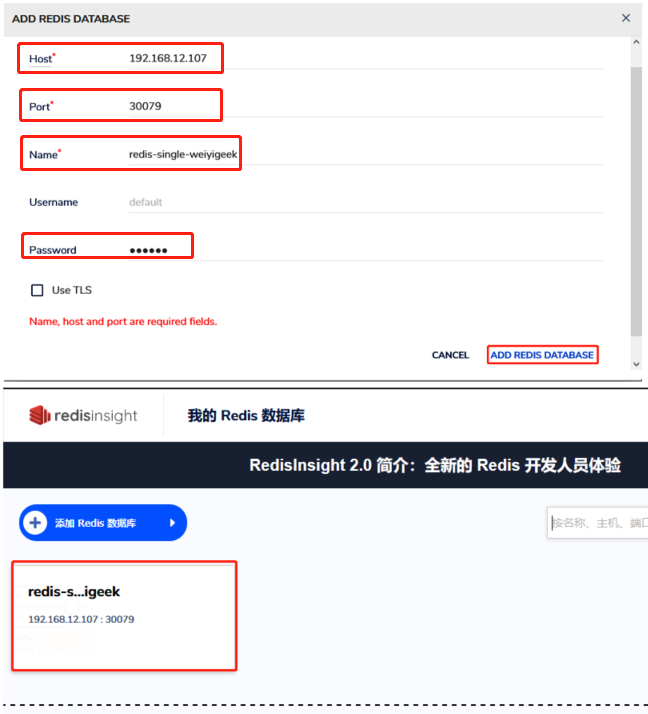 ADD REDIS DATABASE
Host*
192.168.12.107
Port*
30079
Name*
redis-single-weiyigeek
Username
default
Password
••••••
Use TLS
Name, host and port are required fields.
CANCEL
ADD REDIS DATABASE
redisinsight
我的 Redis 数据库
RedisInsight 2.0 简介：全新的 Redis 开发人员体验
添加 Redis 数据库
按名称、主机、端口
redis-s...igeek
192.168.12.107 : 30079